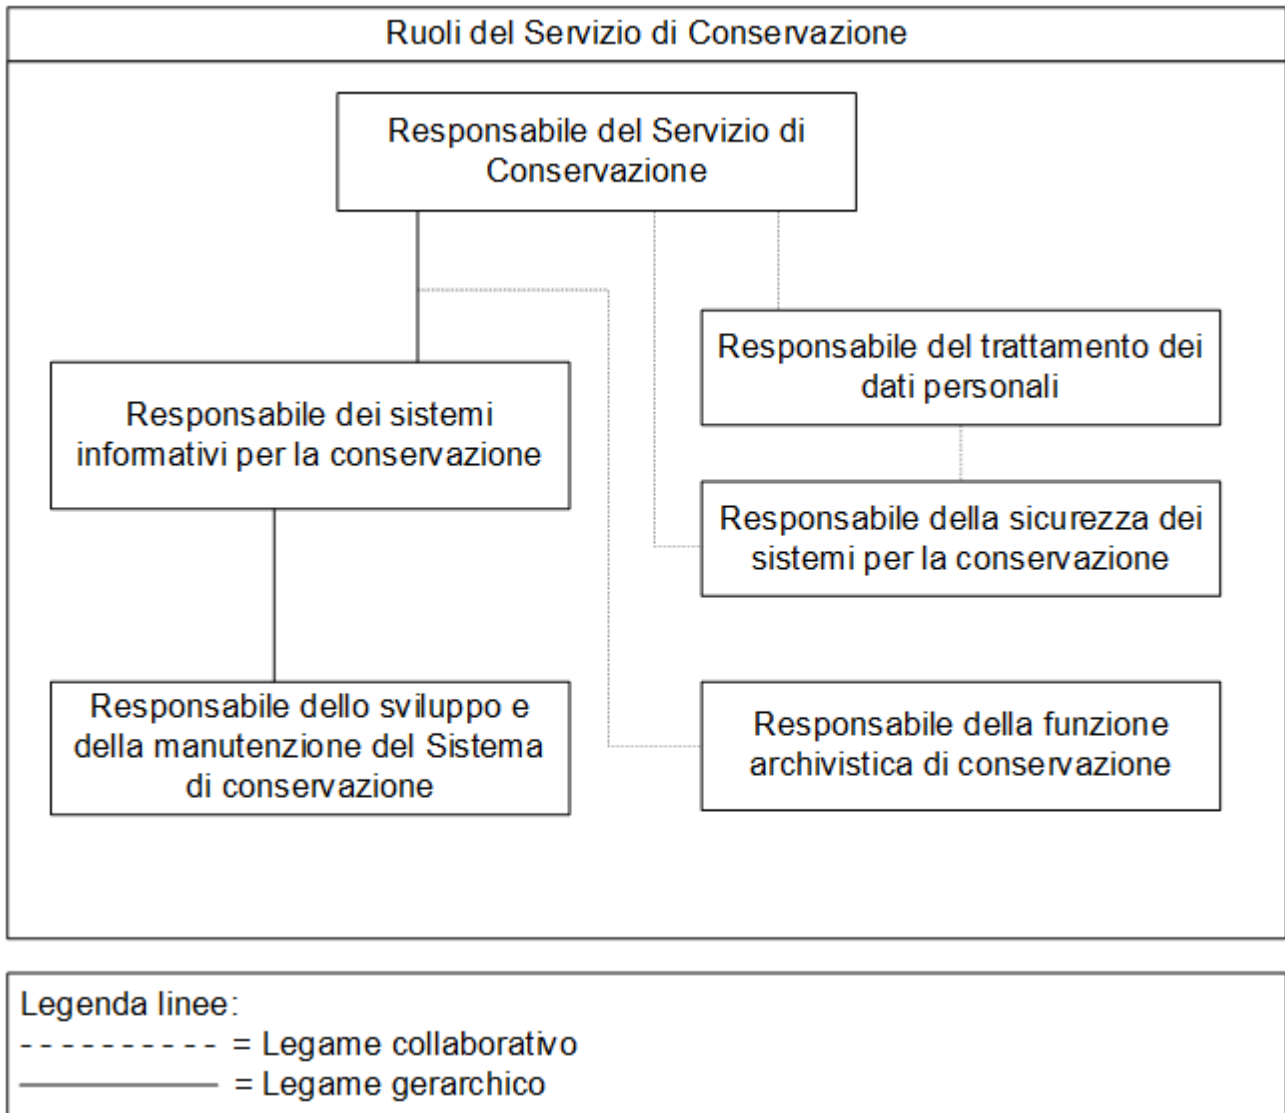 Ruoli del Servizio di Conservazione
Responsabile del Servizio di
Conservazione
Responsabile del trattamento dei
dati personali
Responsabile dei sistemi
informativi per la conservazione
Responsabile della sicurezza dei
sistemi per la conservazione
Responsabile dello sviluppo e
della manutenzione del Sistema
di conservazione
Responsabile della funzione
archivistica di conservazione
Legenda linee:
- - - - - - - - - - = Legame collaborativo
————— = Legame gerarchico